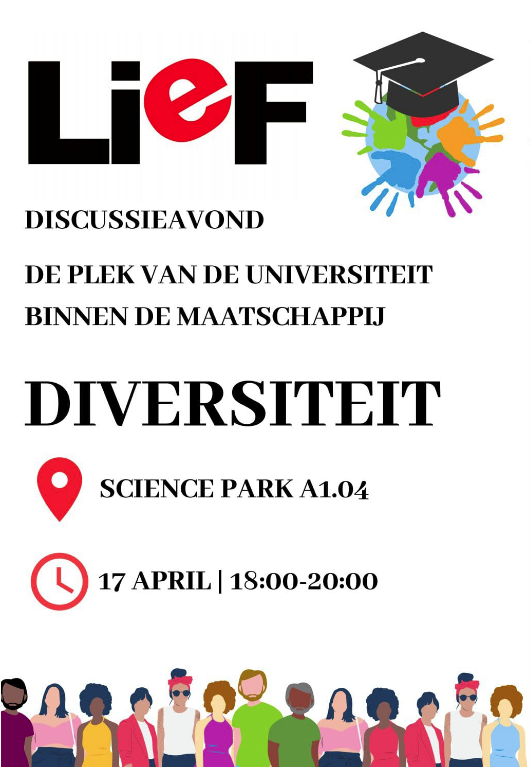 LieF
DISCUSSIEAVOND
DE PLEK VAN DE UNIVERSITEIT
BINNEN DE MAATSCHAPPIJ
DIVERSITEIT
SCIENCE PARK A1.04
17 APRIL | 18:00-20:00